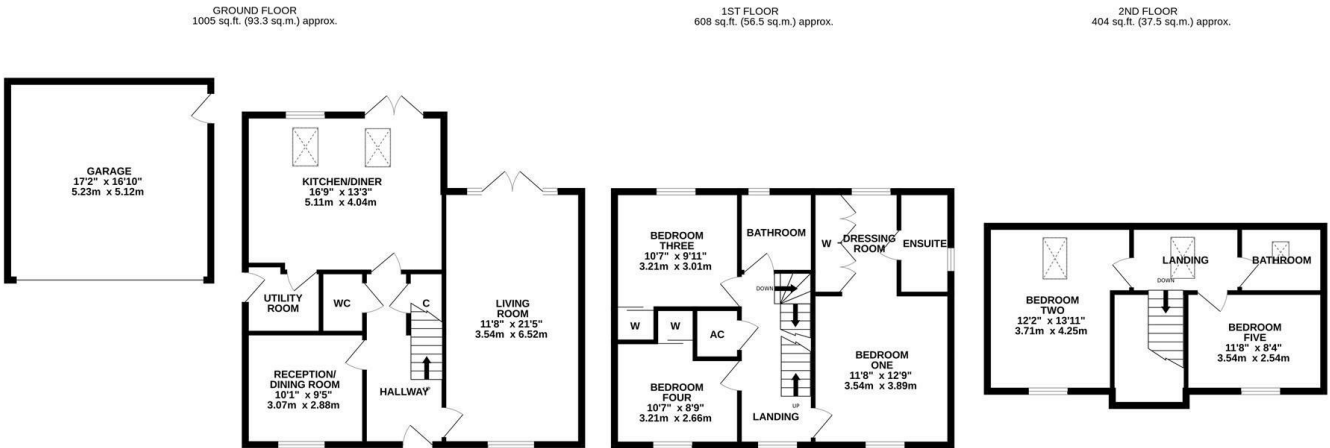 GROUND FLOOR
1005 sq.ft. (93.3 sq.m.) approx.
GARAGE
17'2" x 16'10"
5.23m x 5.12m
KITCHEN/DINER
16'9" x 13'3"
5.11m x 4.04m
UTILITY
ROOM
WC
C
LIVING
ROOM
11'8" x 21'5"
3.54m x 6.52m
RECEPTION/
DINING ROOM
10'1" x 9'5"
3.07m x 2.88m
HALLWAY
UP
1ST FLOOR
608 sq.ft. (56.5 sq.m.) approx.
BEDROOM
THREE
10'7" x 9'11"
3.21m x 3.01m
BATHROOM
W
DRESSING
ROOM
ENSUITE
DOWN
W
W
AC
BEDROOM
ONE
11'8" x 12'9"
3.54m x 3.89m
BEDROOM
FOUR
10'7" x 8'9"
3.21m x 2.66m
UP
LANDING
2ND FLOOR
404 sq.ft. (37.5 sq.m.) approx.
LANDING
BATHROOM
DOWN
BEDROOM
TWO
12'2" x 13'11"
3.71m x 4.25m
BEDROOM
FIVE
11'8" x 8'4"
3.54m x 2.54m